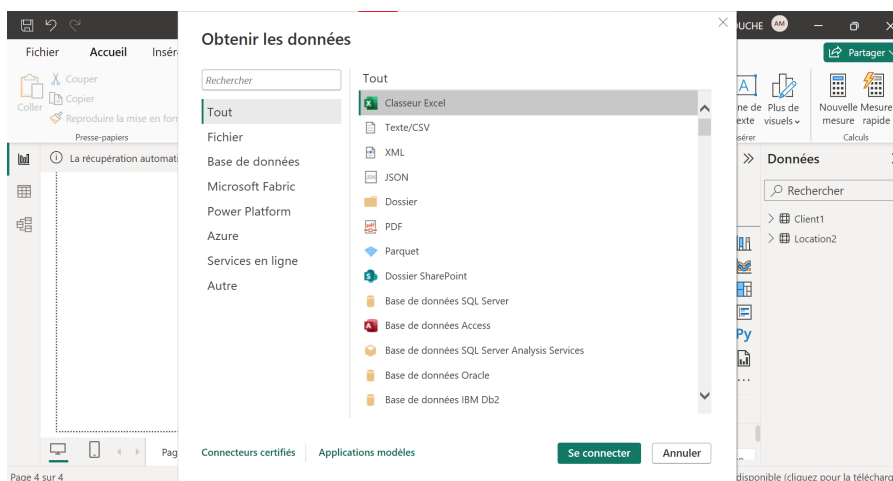 UCHE AM
Fichier Accueil Insér
Partager
Coller
Couper
Copier
Reproduire la mise en for
Presse-papiers
La récupération automati
Obtenir les données
Rechercher
Tout
Fichier
Base de données
Microsoft Fabric
Power Platform
Azure
Services en ligne
Autre
Tout
Classeur Excel
Texte/CSV
XML
JSON
Dossier
PDF
Parquet
Dossier SharePoint
Base de données SQL Server
Base de données Access
Base de données SQL Server Analysis Services
Base de données Oracle
Base de données IBM Db2
Connecteurs certifiés Applications modèles
Se connecter Annuler
A
ne de
exte
Plus de
visuels
Nouvelle
mesure
Mesure
rapide
sérer
Calculs
Données
Rechercher
Client1
Location2
Py
Pag
Page 4 sur 4
disponible (cliquez pour la télécharg